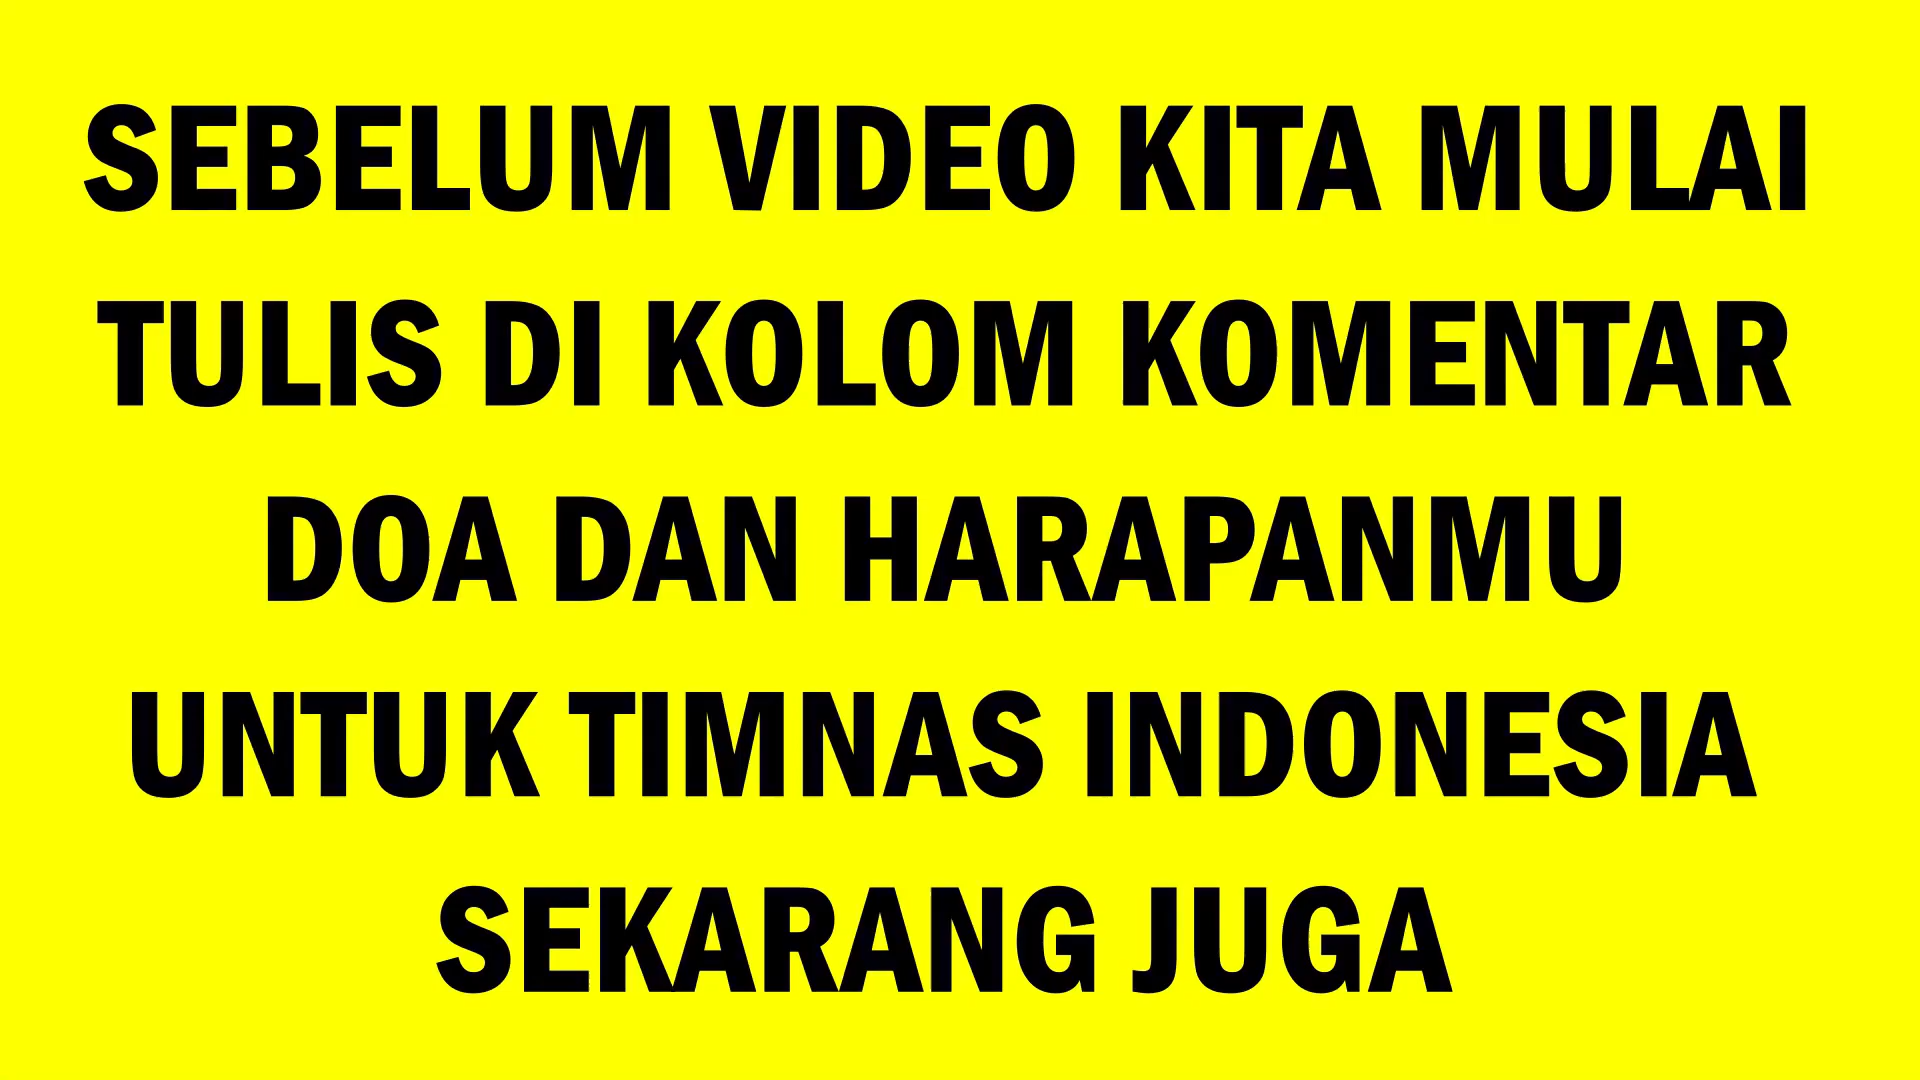 SEBELUM VIDEO KITA MULAI
TULIS DI KOLOM KOMENTAR
DOA DAN HARAPANMU
UNTUK TIMNAS INDONESIA
SEKARANG JUGA